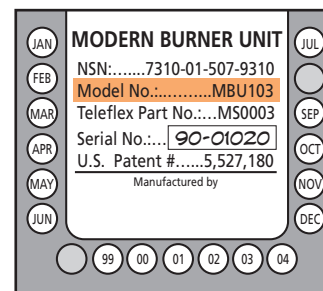 MODERN BURNER UNIT
NSN:......7310-01-507-9310
Model No.:..........MBU103
Teleflex Part No.:...MS0003
Serial No.:... 90-01020
U.S. Patent #......5,527,180
Manufactured by
JAN
FEB
MAR
APR
MAY
JUN
JUL
SEP
OCT
NOV
DEC
99 00 01 02 03 04